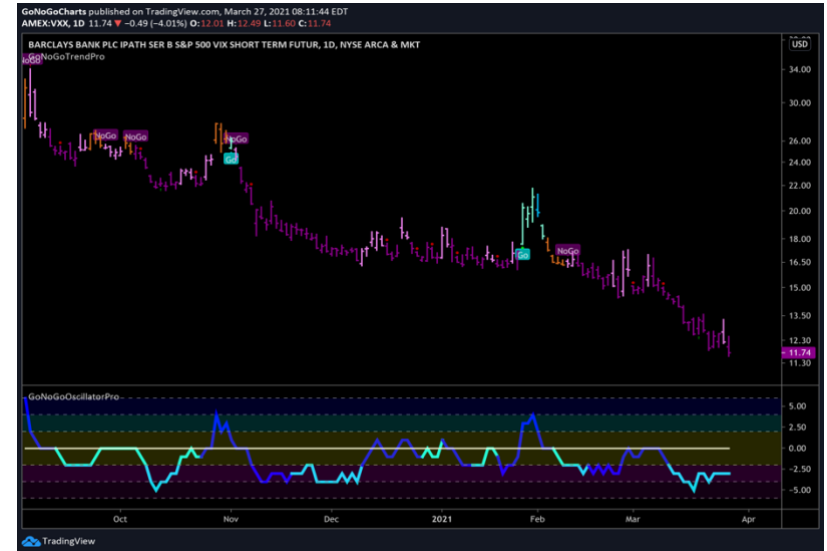 GoNoGoCharts published on TradingView.com, March 27, 2021 08:11:44 EDT
AMEX:VXX, 1D 11.74 ▼ −0.49 (−4.01%) O:12.01 H:12.49 L:11.60 C:11.74
BARCLAYS BANK PLC IPATH SER B S&P 500 VIX SHORT TERM FUTUR, 1D, NYSE ARCA & MKT
USD
GoNoGoTrendPro
NoGo
34.00
30.00
NoGo NoGo NoGo
26.00
Go
24.00
22.00
20.00
18.00
NoGo
Go
16.50
15.00
13.50
12.30
11.74
11.30
GoNoGoOscillatorPro
5.00
2.50
0.00
−2.50
−5.00
Oct Nov Dec 2021 Feb Mar Apr
TradingView